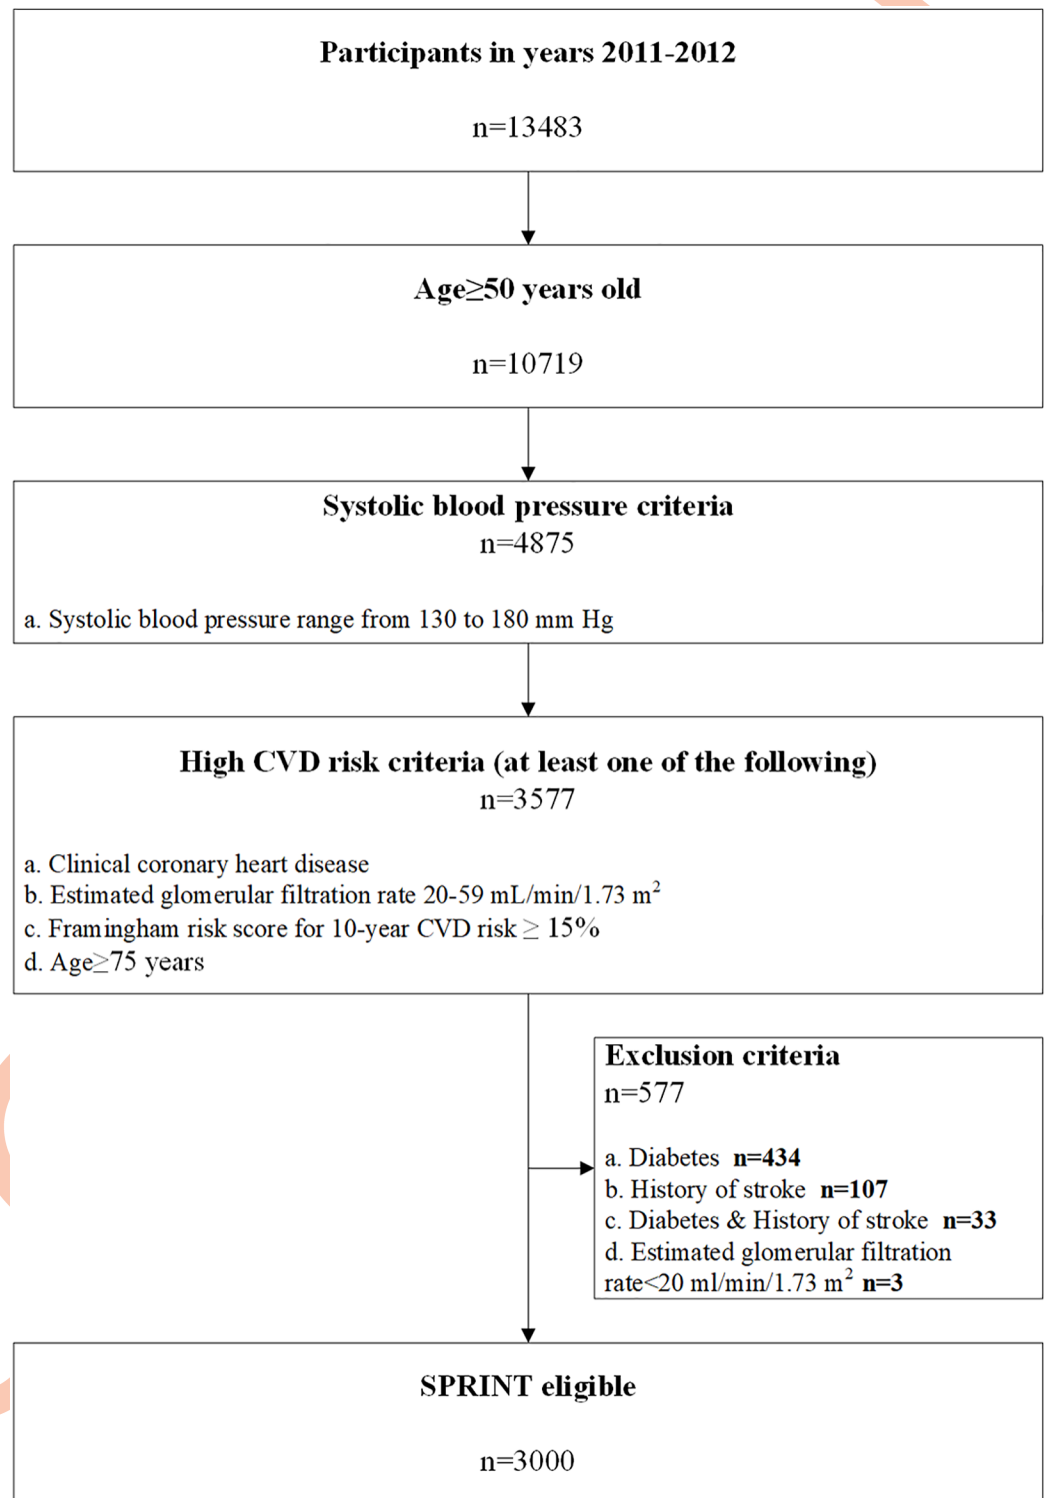 Participants in years 2011-2012
n=13483
Age≥50 years old
n=10719
Systolic blood pressure criteria
n=4875
a. Systolic blood pressure range from 130 to 180 mm Hg
High CVD risk criteria (at least one of the following)
n=3577
a. Clinical coronary heart disease
b. Estimated glomerular filtration rate 20-59 mL/min/1.73 m²
c. Framingham risk score for 10-year CVD risk ≥ 15%
d. Age≥75 years
Exclusion criteria
n=577
a. Diabetes n=434
b. History of stroke n=107
c. Diabetes & History of stroke n=33
d. Estimated glomerular filtration
rate<20 ml/min/1.73 m² n=3
SPRINT eligible
n=3000